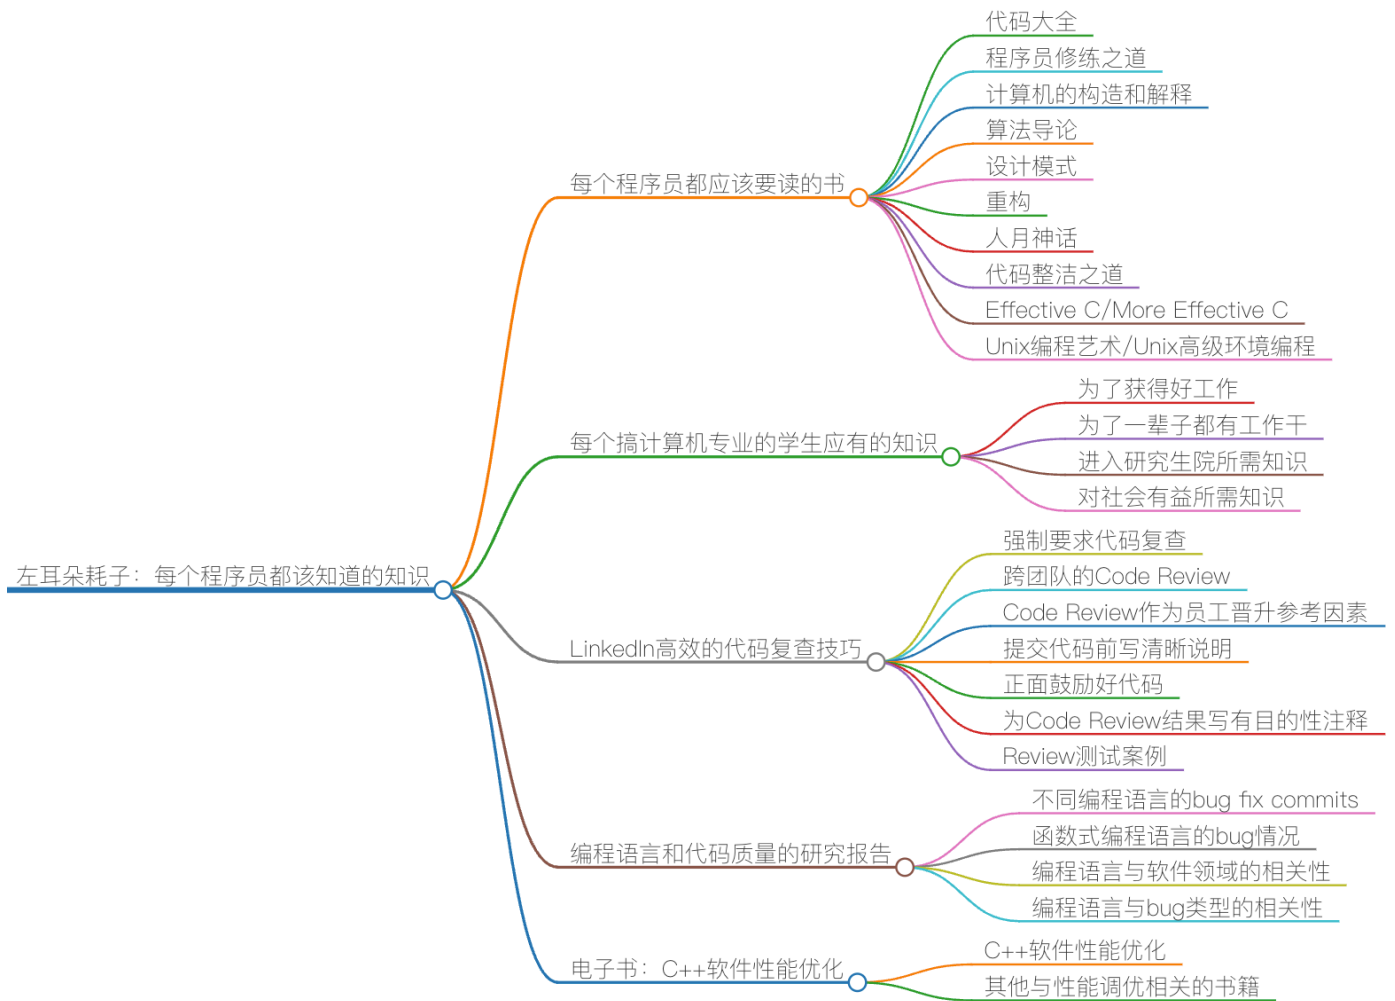 左耳朵耗子：每个程序员都该知道的知识
每个程序员都应该要读的书
代码大全
程序员修练之道
计算机的构造和解释
算法导论
设计模式
重构
人月神话
代码整洁之道
Effective C/More Effective C
Unix编程艺术/Unix高级环境编程
每个搞计算机专业的学生应有的知识
为了获得好工作
为了一辈子都有工作干
进入研究生院所需知识
对社会有益所需知识
LinkedIn高效的代码复查技巧
强制要求代码复查
跨团队的Code Review
Code Review作为员工晋升参考因素
提交代码前写清晰说明
正面鼓励好代码
为Code Review结果写有目的性注释
Review测试案例
编程语言和代码质量的研究报告
不同编程语言的bug fix commits
函数式编程语言的bug情况
编程语言与软件领域的相关性
编程语言与bug类型的相关性
电子书：C++软件性能优化
C++软件性能优化
其他与性能调优相关的书籍